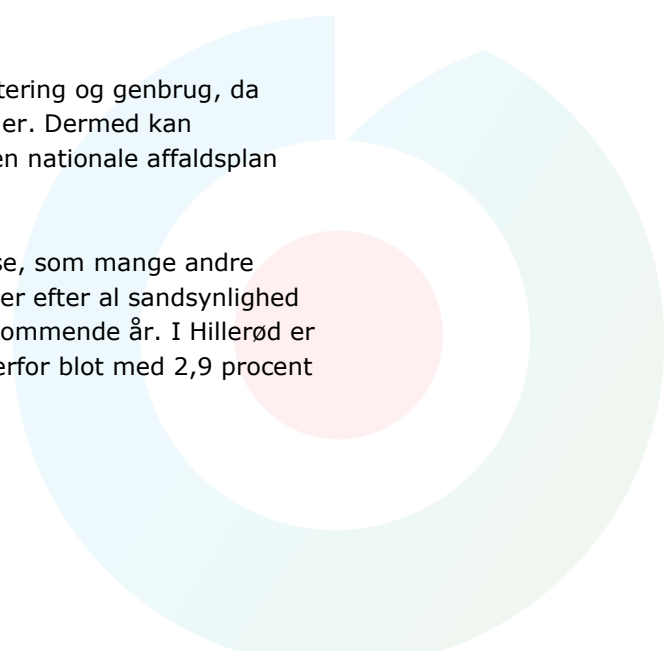 tering og genbrug, da
er. Dermed kan
en nationale affaldsplan
se, som mange andre
er efter al sandsynlighed
ommende år. I Hillerød er
erfor blot med 2,9 procent